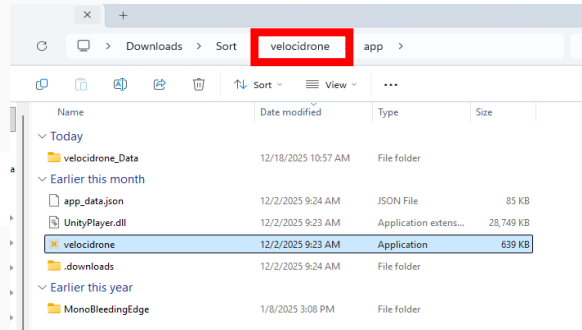 Downloads > Sort velocidrone app >
Sort View ...
Name Date modified Type Size
Today
velocidrone_Data 12/18/2025 10:57 AM File folder
Earlier this month
app_data.json 12/2/2025 9:24 AM JSON File 85 KB
UnityPlayer.dll 12/2/2025 9:23 AM Application extens... 28,749 KB
velocidrone 12/2/2025 9:23 AM Application 639 KB
.downloads 12/2/2025 9:24 AM File folder
Earlier this year
MonoBleedingEdge 1/8/2025 3:08 PM File folder